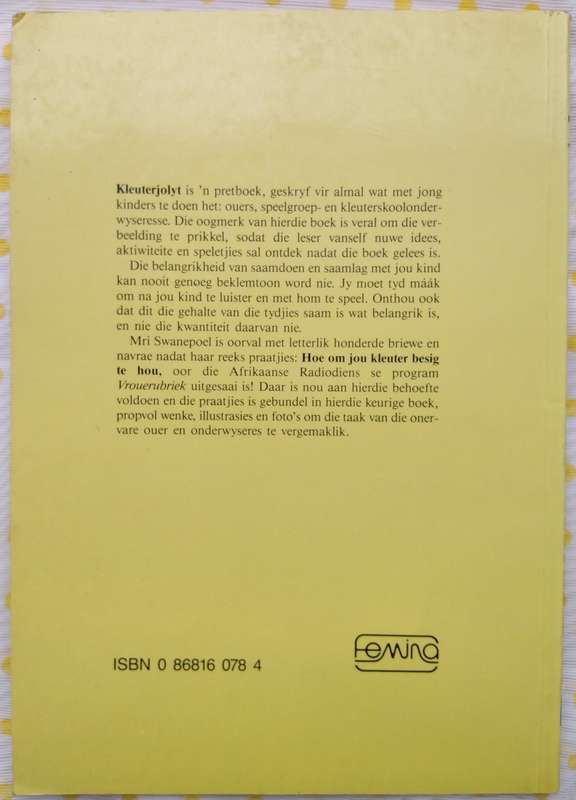 Kleuterjolyt is 'n pretboek, geskryf vir almal wat met jong
kinders te doen het: ouers, speelgroep- en kleuterskoolonder-
wyseresse. Die oogmerk van hierdie boek is veral om die ver-
beelding te prikkel, sodat die leser vanself nuwe idees,
aktiwiteite en speletjies sal ontdek nadat die boek gelees is.
Die belangrikheid van saamdoen en saamlag met jou kind
kan nooit genoeg beklemtoon word nie. Jy moet tyd máák
om na jou kind te luister en met hom te speel. Onthou ook
dat dit die gehalte van die tydjies saam is wat belangrik is,
en nie die kwantiteit daarvan nie.
Mri Swanepoel is oorval met letterlik honderde briewe en
navrae nadat haar reeks praatjies: Hoe om jou kleuter besig
te hou, oor die Afrikaanse Radiodiens se program
Vrouerubriek uitgesaai is! Daar is nou aan hierdie behoefte
voldoen en die praatjies is gebundel in hierdie keurige boek,
propvol wenke, illustrasies en foto's om die taak van die oner-
vare ouer en onderwyseres te vergemaklik.
Femina
ISBN 0 86816 078 4